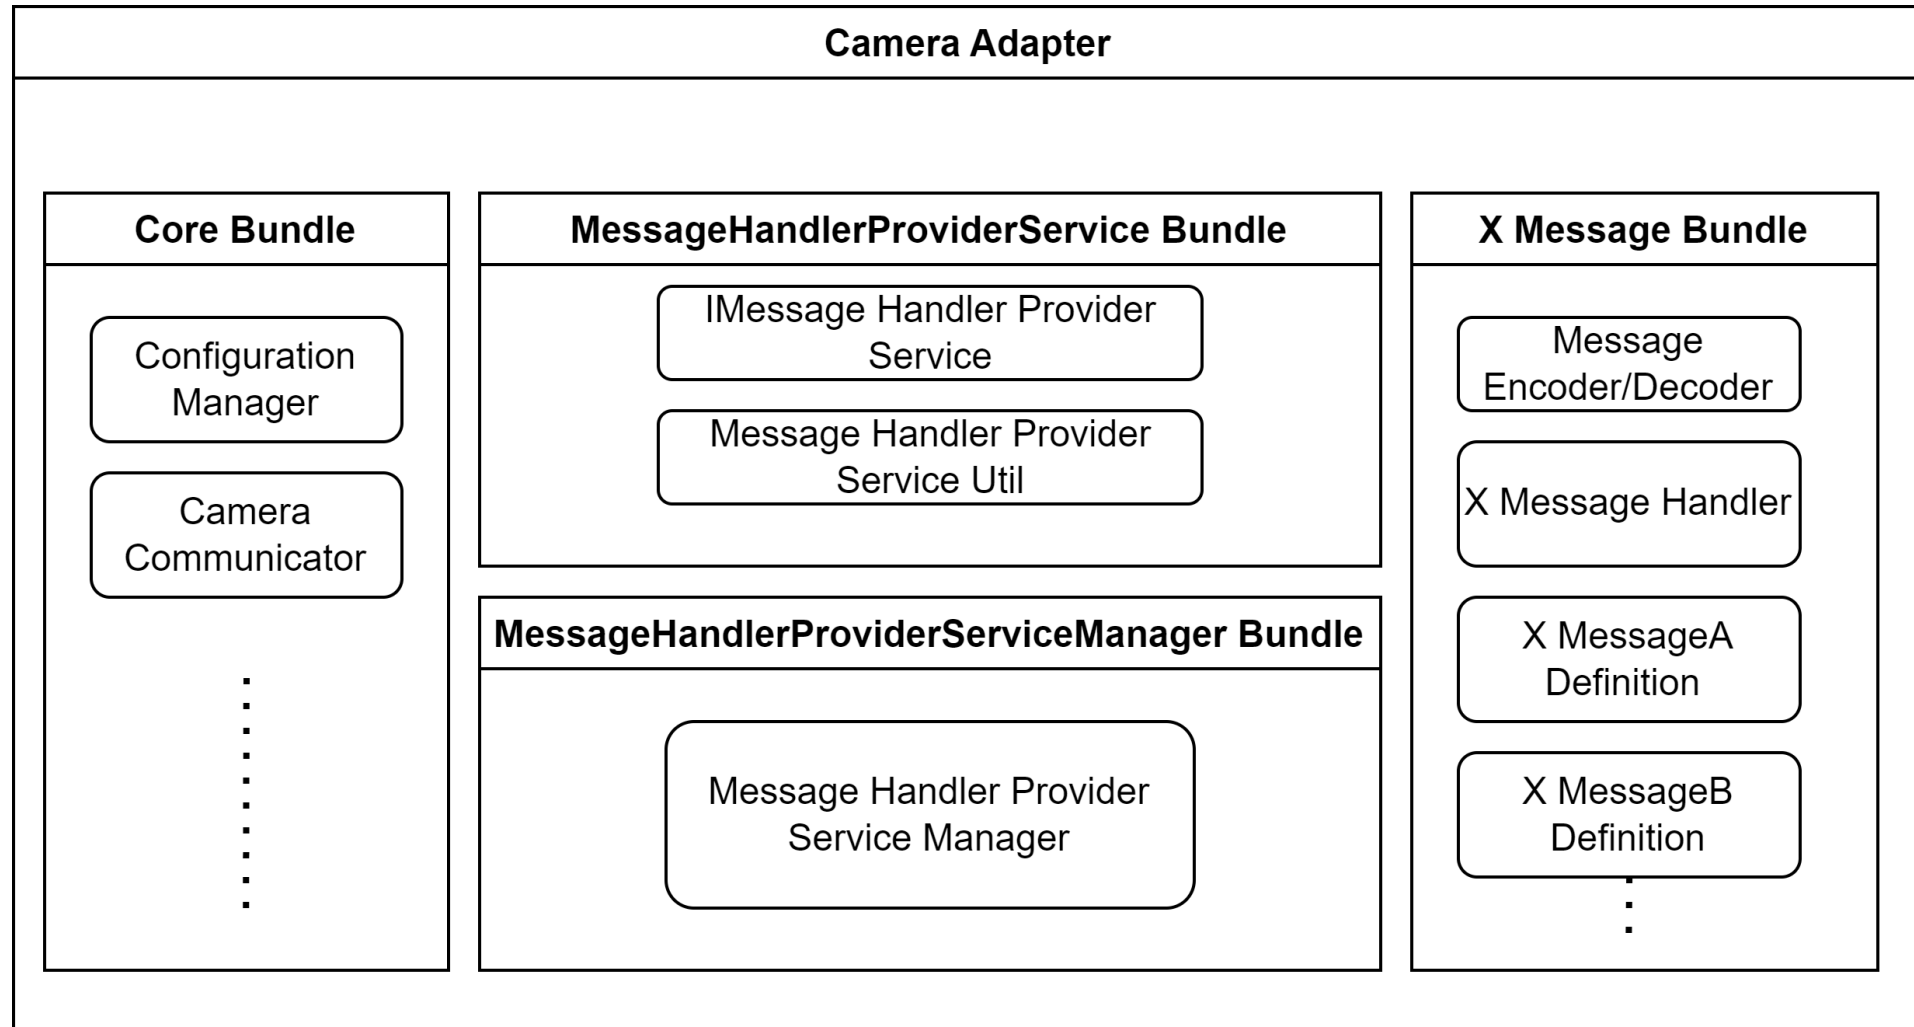 Camera Adapter
Core Bundle
Configuration
Manager
Camera
Communicator
MessageHandlerProviderService Bundle
IMessage Handler Provider
Service
Message Handler Provider
Service Util
MessageHandlerProviderServiceManager Bundle
Message Handler Provider
Service Manager
X Message Bundle
Message
Encoder/Decoder
X Message Handler
X MessageA
Definition
X MessageB
Definition